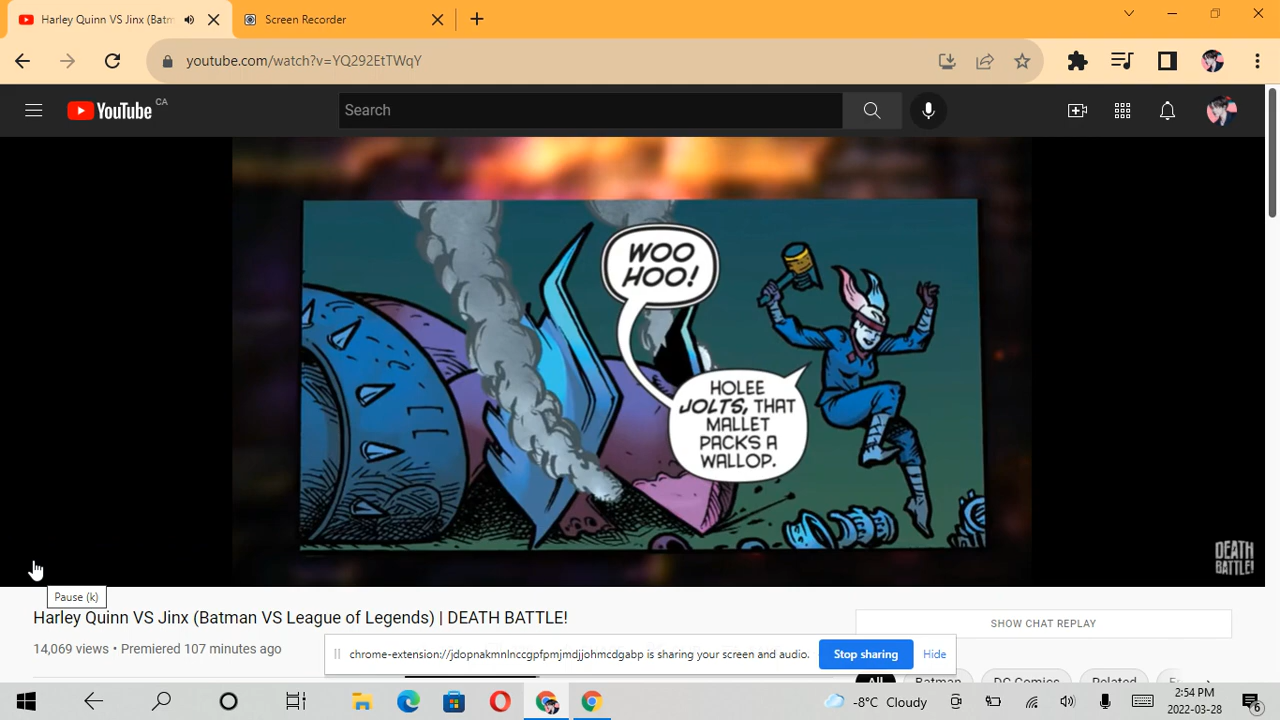 Harley Quinn VS Jinx (Batm
Screen Recorder
youtube.com/watch?v=YQ292EtTWqY
YouTube CA
Search
WOO
HOO!
HOLEE
JOLTS, THAT
MALLET
PACKS A
WALLOP.
DEATH
BATTLE!
Pause (k)
Harley Quinn VS Jinx (Batman VS League of Legends) | DEATH BATTLE!
SHOW CHAT REPLAY
14,069 views • Premiered 107 minutes ago
chrome-extension://jdopnakmnlnccgpfpmjmdjjohmcdgabp is sharing your screen and audio.
Stop sharing
Hide
All
Batman
DC Comics
Related
-8°C Cloudy
2:54 PM
2022-03-28
6